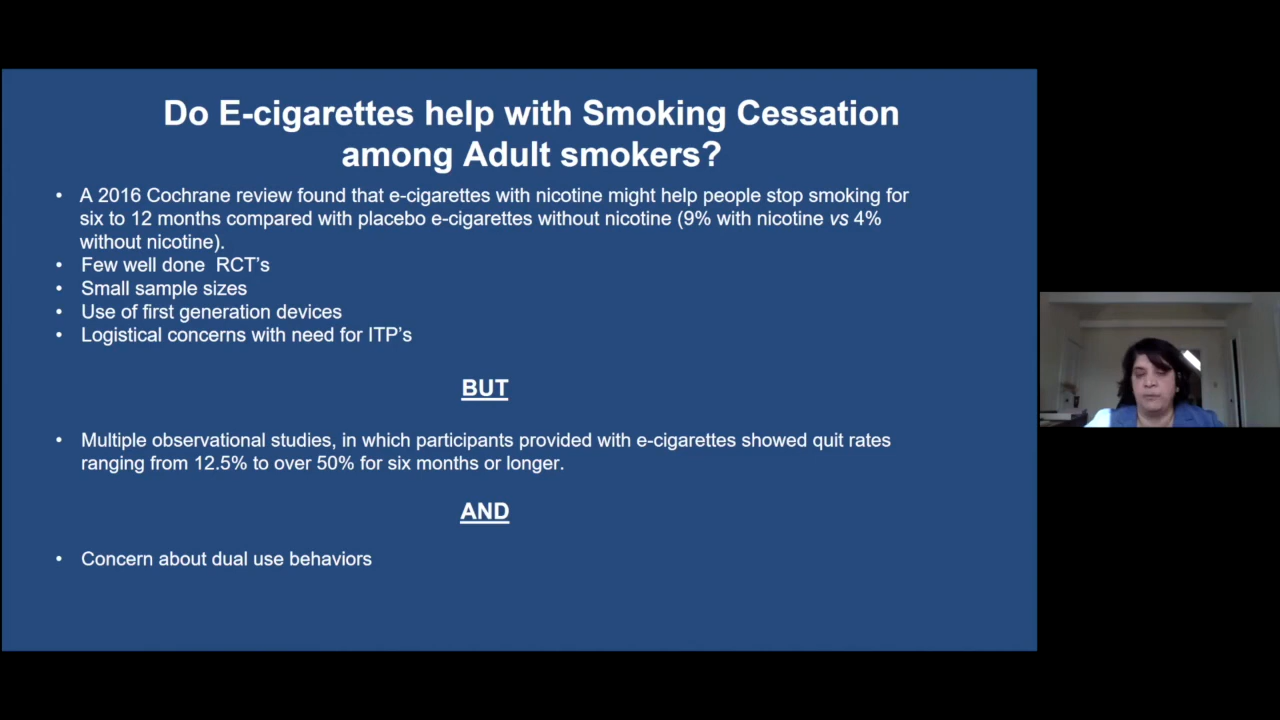 Do E-cigarettes help with Smoking Cessation
among Adult smokers?
• A 2016 Cochrane review found that e-cigarettes with nicotine might help people stop smoking for
six to 12 months compared with placebo e-cigarettes without nicotine (9% with nicotine vs 4%
without nicotine).
• Few well done RCT's
• Small sample sizes
• Use of first generation devices
• Logistical concerns with need for ITP's
BUT
• Multiple observational studies, in which participants provided with e-cigarettes showed quit rates
ranging from 12.5% to over 50% for six months or longer.
AND
• Concern about dual use behaviors